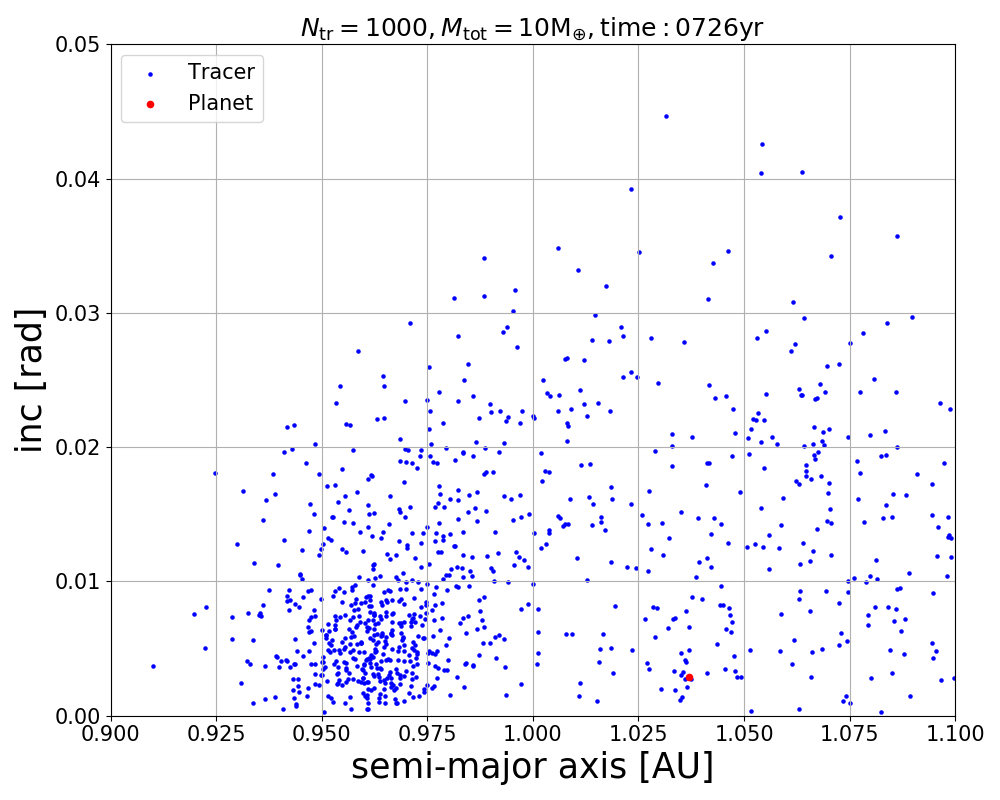 N_tr = 1000, M_tot = 10M_⊕, time : 0726yr
0.05
Tracer
Planet
0.04
0.03
inc [rad]
0.02
0.01
0.00
0.900 0.925 0.950 0.975 1.000 1.025 1.050 1.075 1.100
semi-major axis [AU]